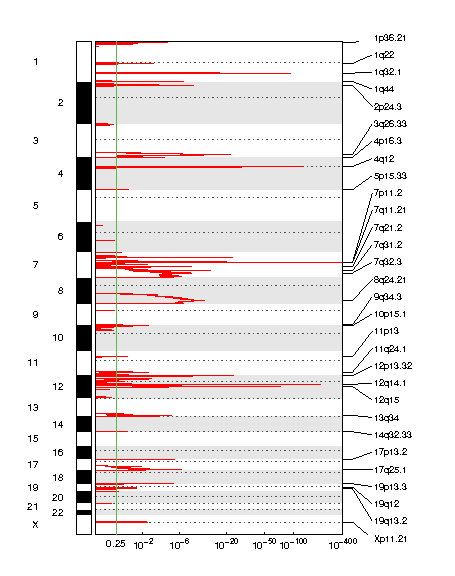 1
2
3
4
5
6
7
8
9
10
11
12
13
14
15
16
17
18
19
20
21
22
X
1p36.21
1q22
1q32.1
1q44
2p24.3
3q26.33
4p16.3
4q12
5p15.33
7p11.2
7q11.21
7q21.2
7q31.2
7q32.3
8q24.21
9q34.3
10p15.1
11p13
11q24.1
12p13.32
12q14.1
12q15
13q34
14q32.33
17p13.2
17q25.1
19p13.3
19q12
19q13.2
Xp11.21
0.25 10⁻² 10⁻⁶ 10⁻²⁰ 10⁻⁵⁰ 10⁻¹⁰⁰ 10⁻⁴⁰⁰